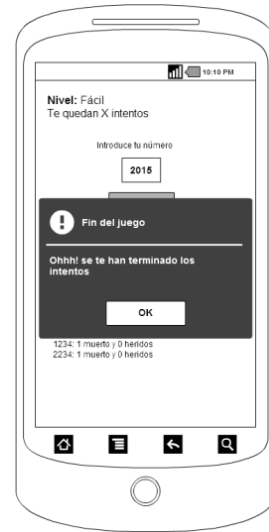 10:10 PM
Nivel: Fácil
Te quedan X intentos
Introduce tu número
2015
Fin del juego
Ohhh! se te han terminado los
intentos
OK
1234: 1 muerto y 0 heridos
2234: 1 muerto y 0 heridos